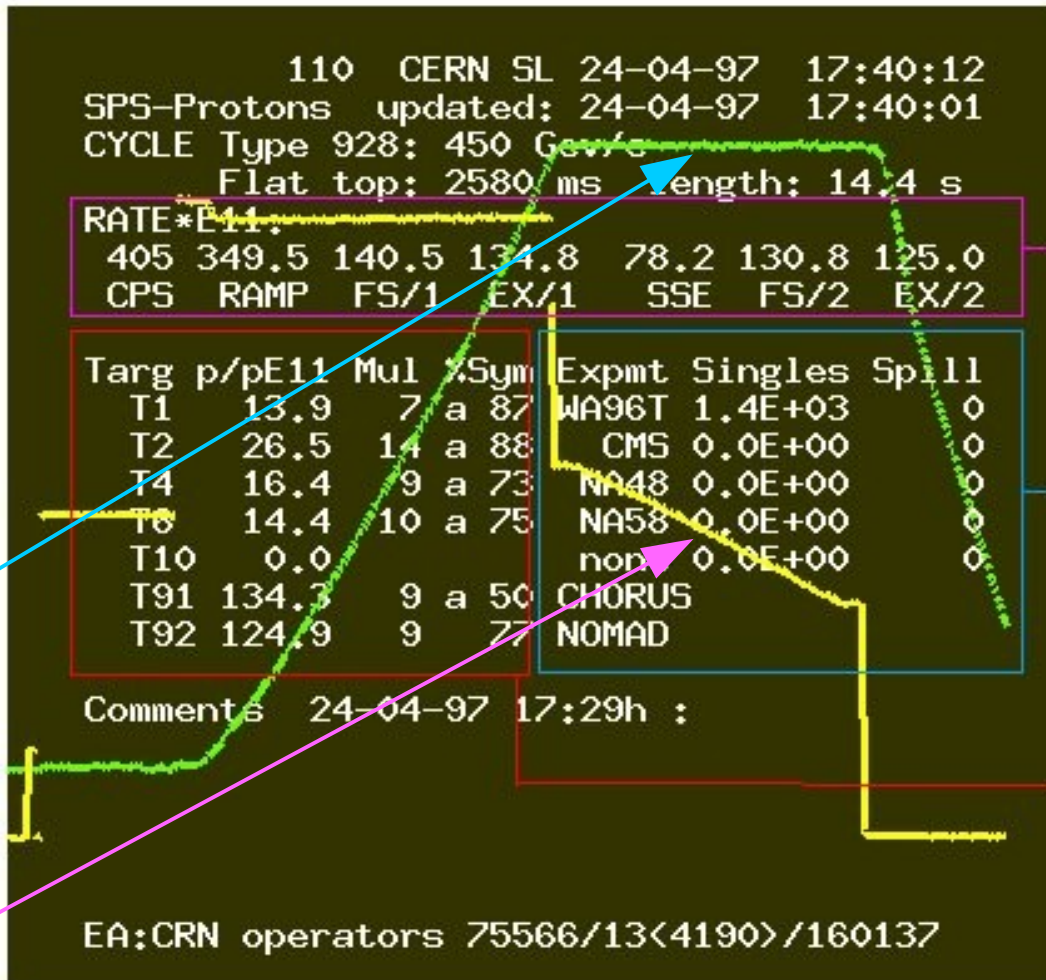 110 CERN SL 24-04-97 17:40:12
SPS-Protons updated: 24-04-97 17:40:01
CYCLE Type 928: 450 Gev/c
Flat top: 2580 ms length: 14.4 s
RATE*E11:
405 349.5 140.5 134.8 78.2 130.8 125.0
CPS RAMP FS/1 EX/1 SSE FS/2 EX/2
Targ p/pE11 Mul %Sym Expmt Singles Spill
T1 13.9 7 a 87 WA96T 1.4E+03 0
T2 26.5 14 a 88 CMS 0.0E+00 0
T4 16.4 9 a 73 NA48 0.0E+00 0
T6 14.4 10 a 75 NA58 0.0E+00 0
T10 0.0 none 0.0E+00 0
T91 134.3 9 a 50 CHORUS
T92 124.9 9 77 NOMAD
Comments 24-04-97 17:29h :
EA:CRN operators 75566/13<4190>/160137